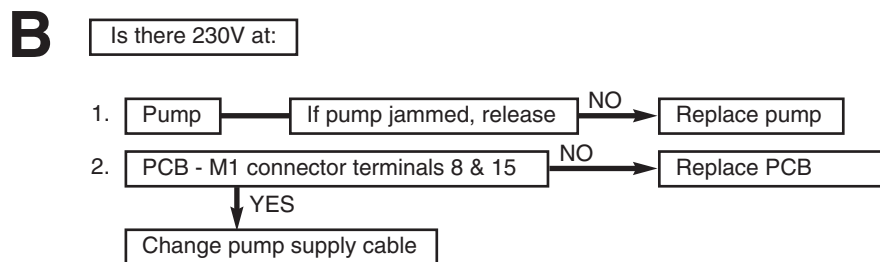 B
Is there 230V at:
1. Pump If pump jammed, release NO Replace pump
2. PCB - M1 connector terminals 8 & 15 NO Replace PCB
YES
Change pump supply cable